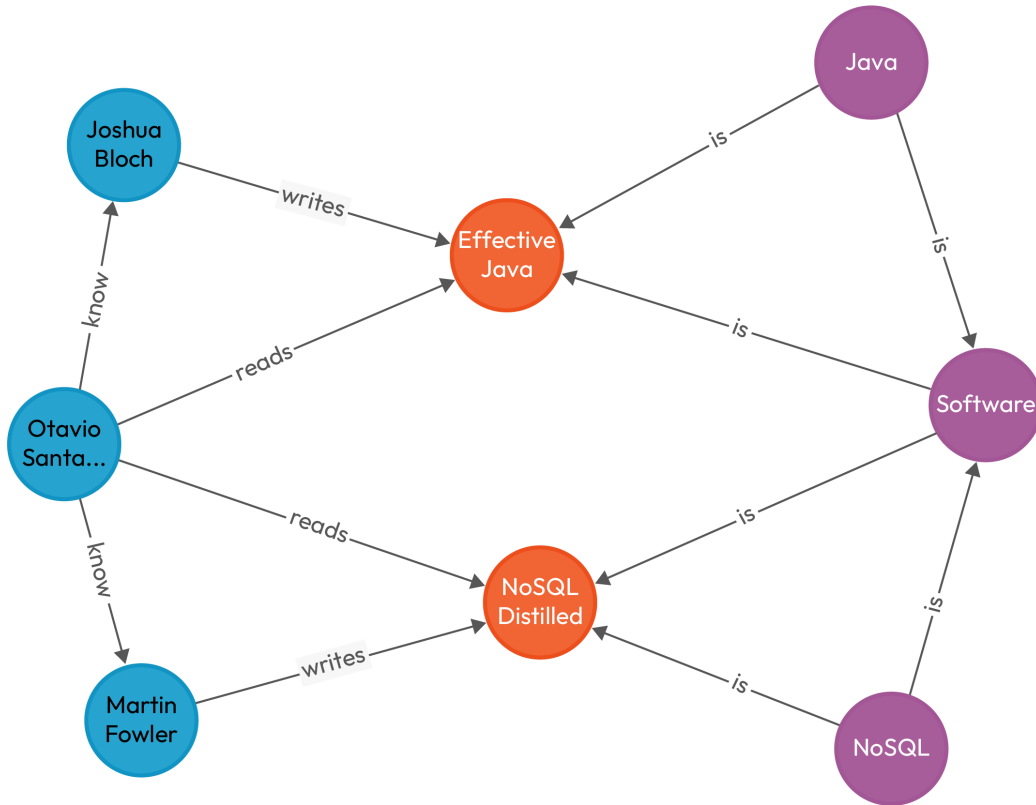 Java
Joshua
Bloch
is
writes
Effective
Java
is
know
is
reads
Software
Otavio
Santa...
reads
is
know
NoSQL
Distilled
is
writes
is
Martin
Fowler
NoSQL